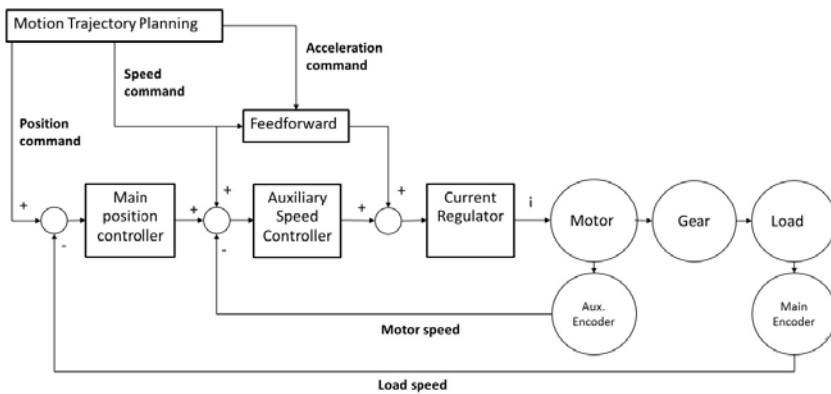 Motion Trajectory Planning
Acceleration
command
Speed
command
Position
command
Feedforward
+
+
+
+
+
Main
position
controller
Auxiliary
Speed
Controller
Current
Regulator
i
Motor
Gear
Load
-
-
Aux.
Encoder
Main
Encoder
Motor speed
Load speed